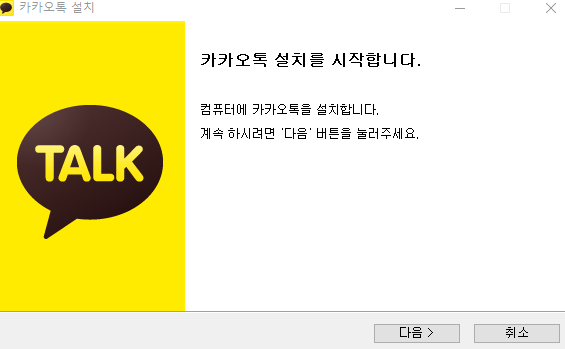 카카오톡 설치
TALK
카카오톡 설치를 시작합니다.
컴퓨터에 카카오톡을 설치합니다.
계속 하시려면 '다음' 버튼을 눌러주세요.
다음 >
취소